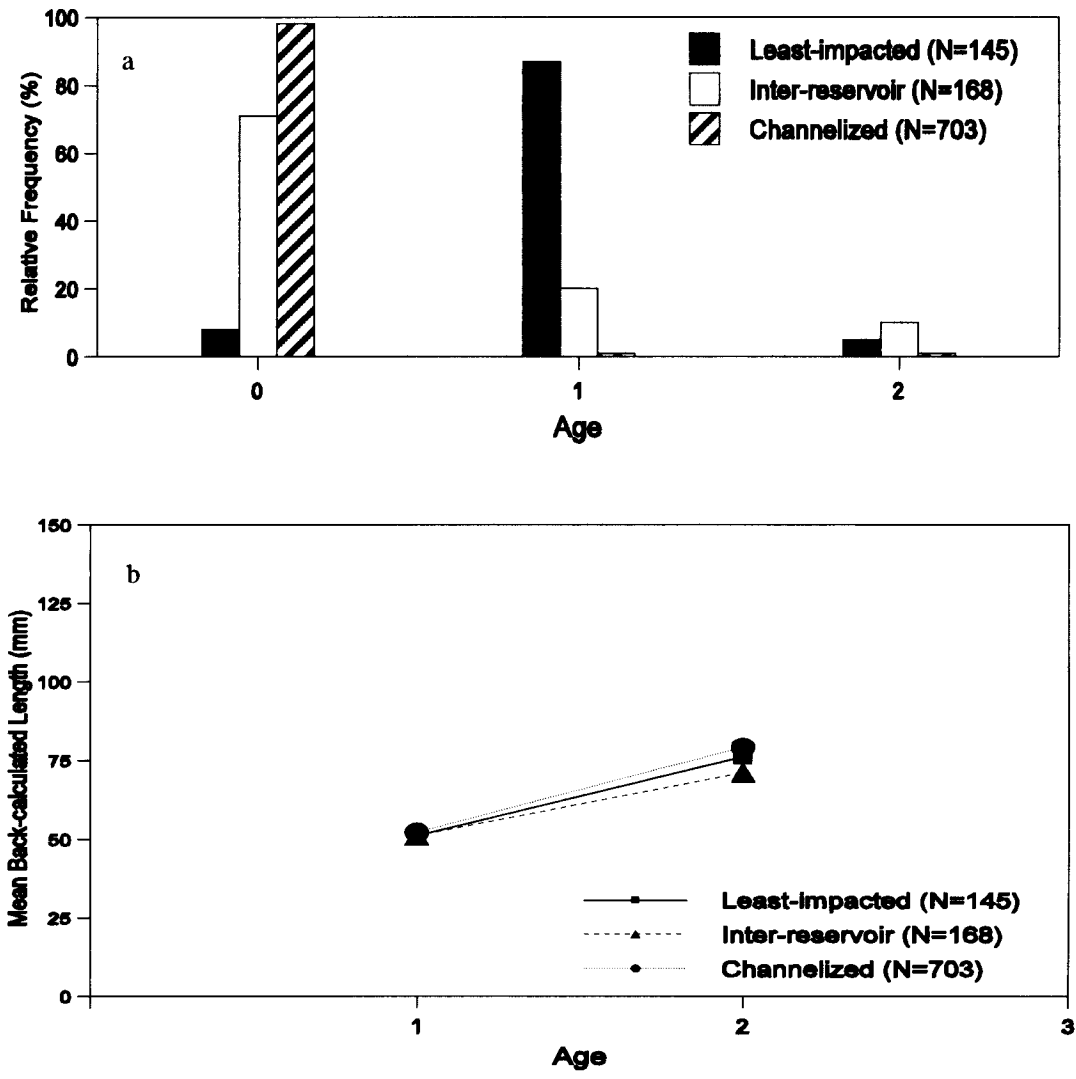 100
80
60
40
20
0
Relative Frequency (%)
a
Least-impacted (N=145)
Inter-reservoir (N=168)
Channelized (N=703)
0 1 2
Age
150
125
100
75
50
25
0
Mean Back-calculated Length (mm)
b
Least-impacted (N=145)
Inter-reservoir (N=168)
Channelized (N=703)
1 2 3
Age